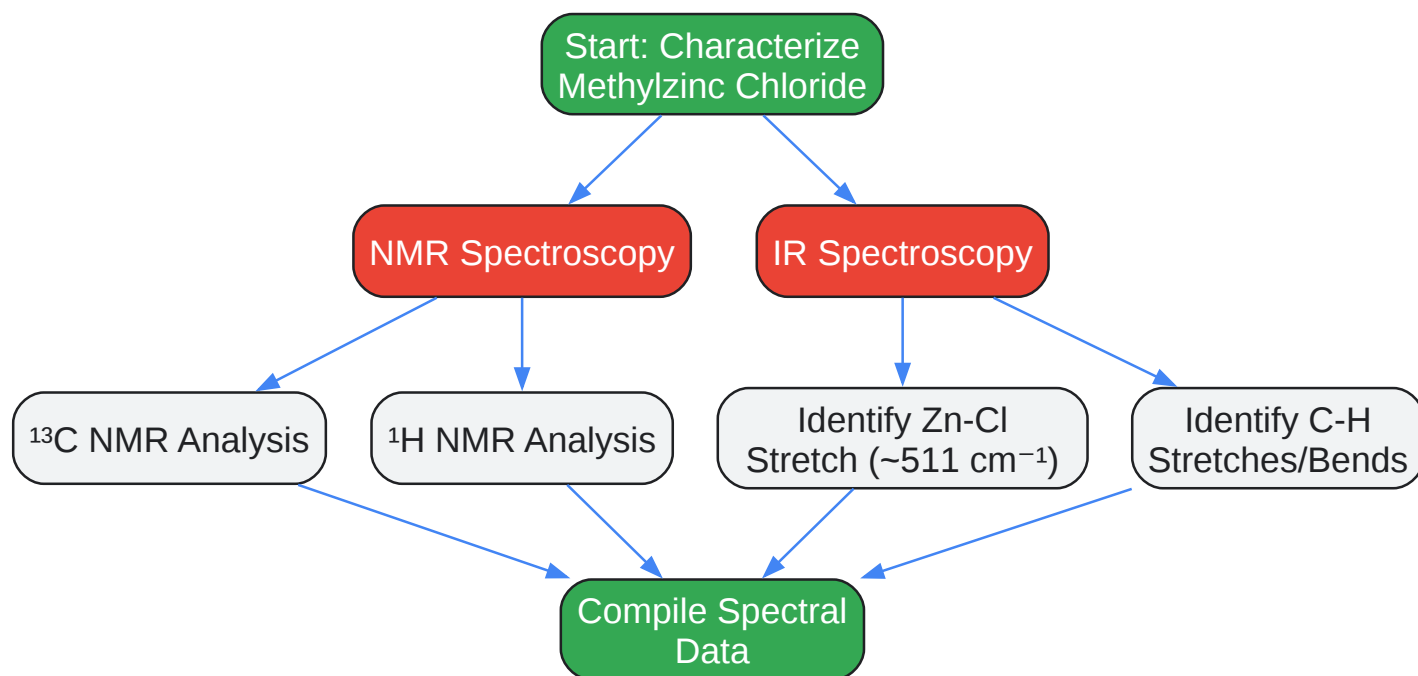 Start: Characterize
Methylzinc Chloride
NMR Spectroscopy
IR Spectroscopy
¹³C NMR Analysis
¹H NMR Analysis
Identify Zn-Cl
Stretch (~511 cm⁻¹)
Identify C-H
Stretches/Bends
Compile Spectral
Data